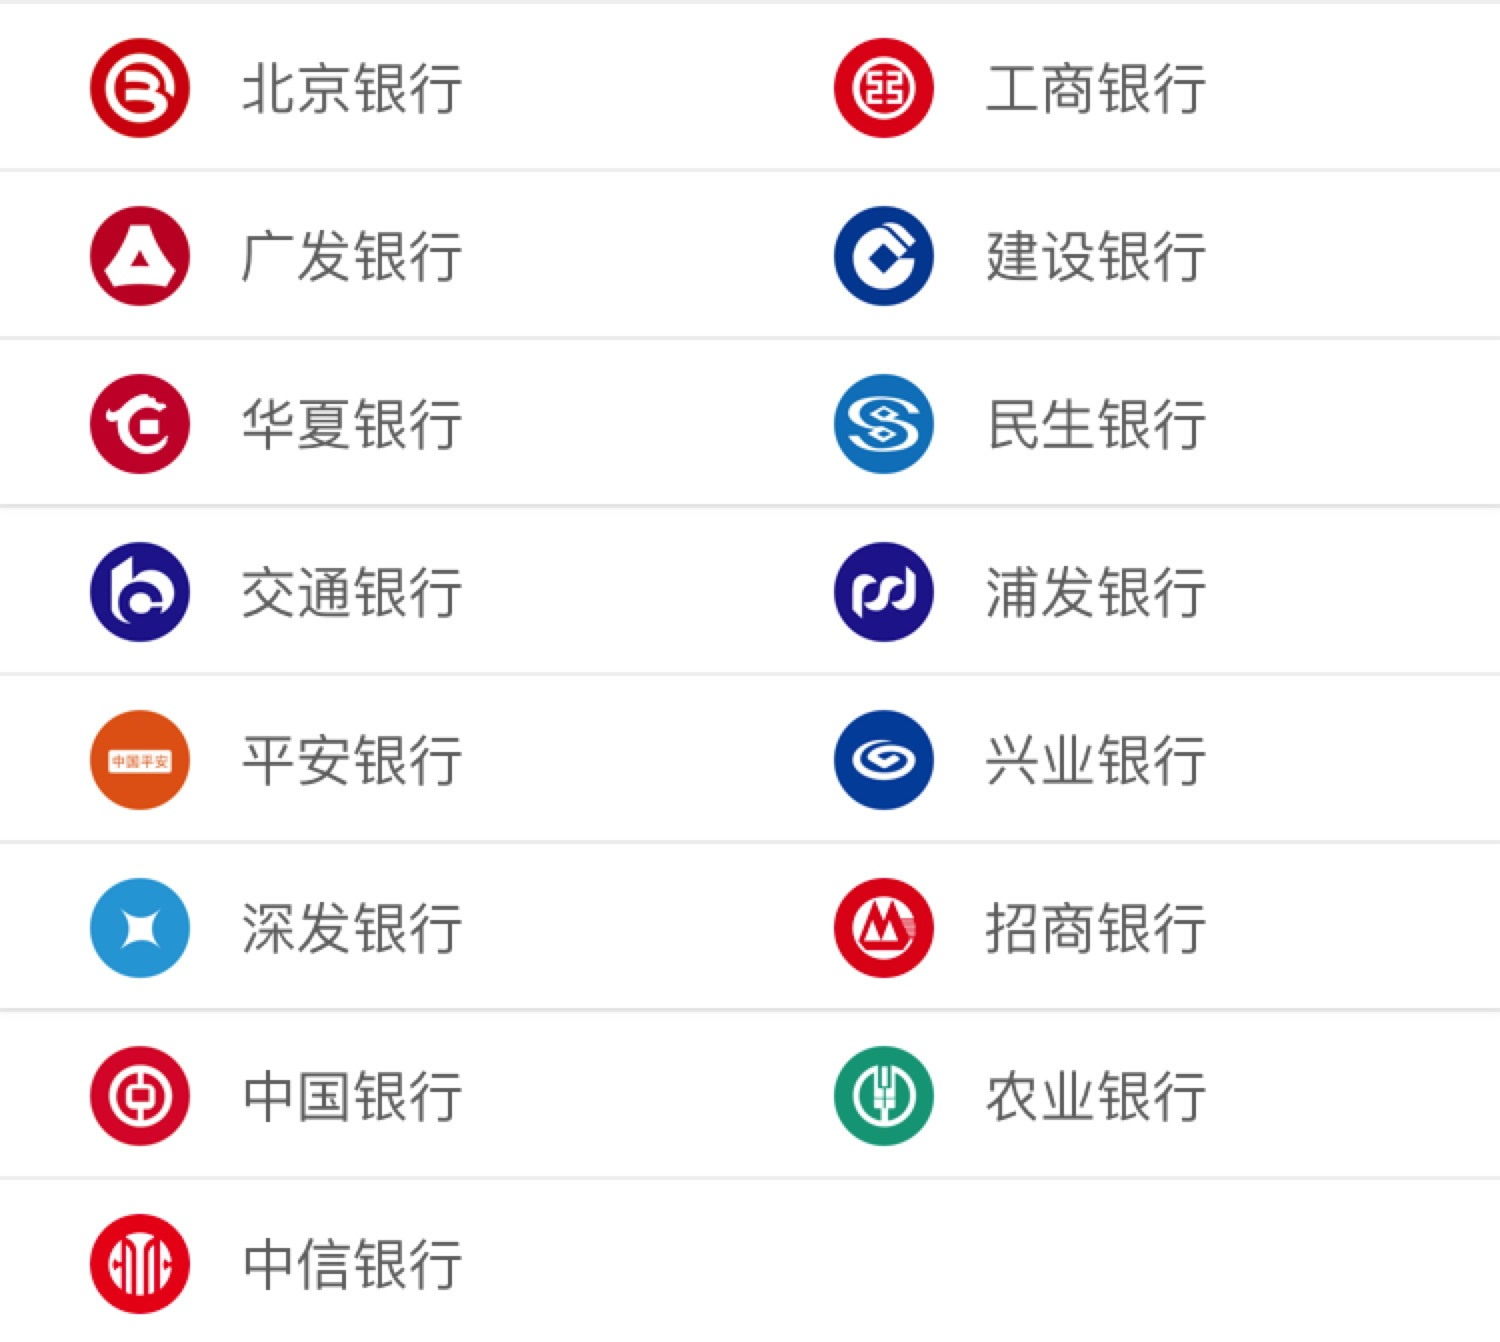 北京银行
工商银行
广发银行
建设银行
华夏银行
民生银行
交通银行
浦发银行
中国平安
平安银行
兴业银行
深发银行
招商银行
中国银行
农业银行
中信银行